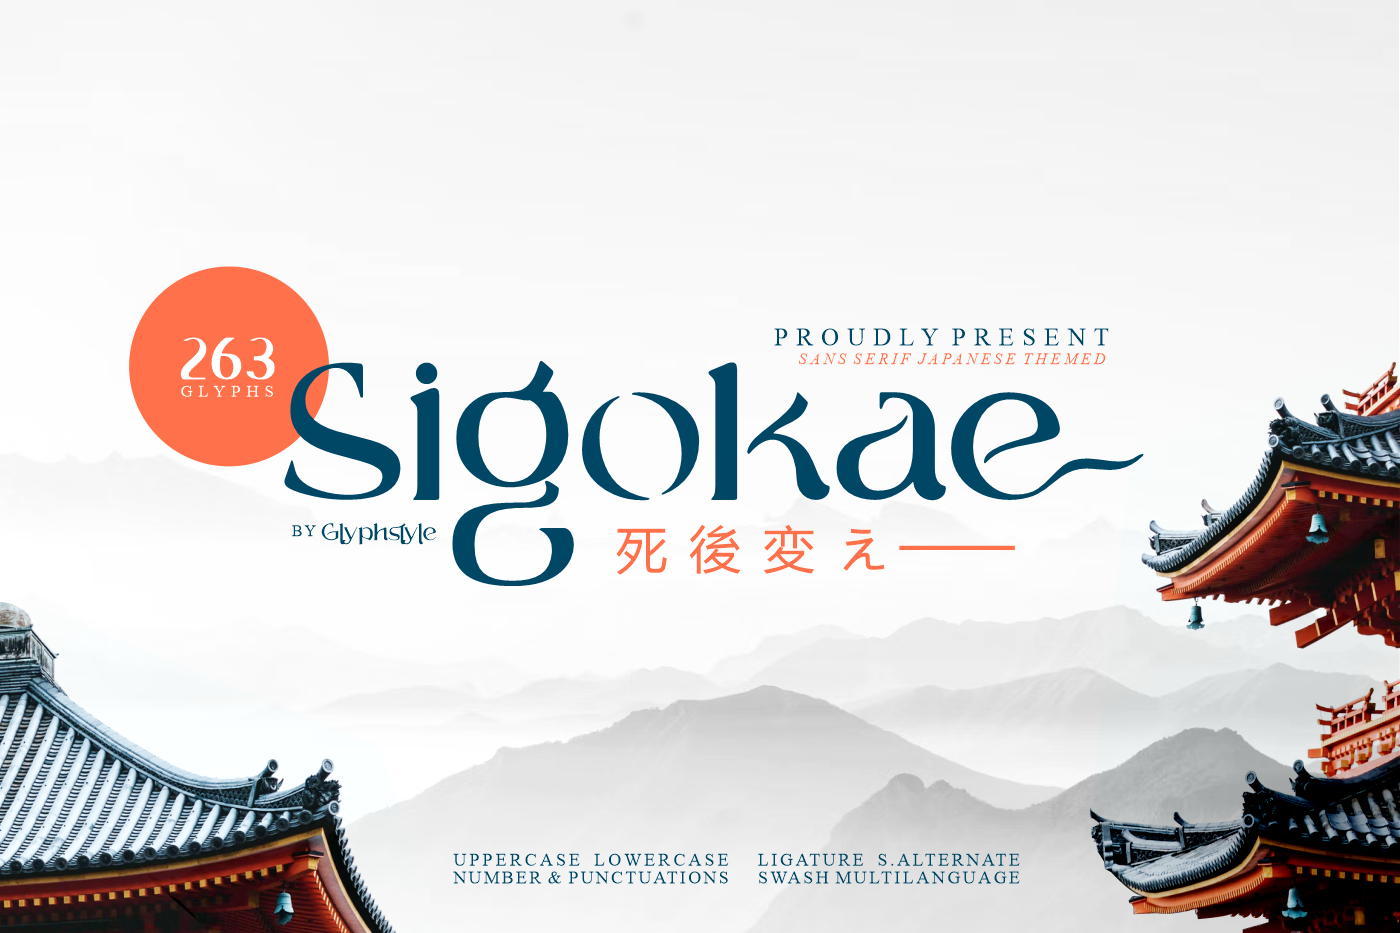 263
GLYPHS
PROUDLY PRESENT
SANS SERIF JAPANESE THEMED
Sigokae
BY Glyphstyle
死後変え
UPPERCASE LOWERCASE
NUMBER & PUNCTUATIONS
LIGATURE S.ALTERNATE
SWASH MULTILANGUAGE